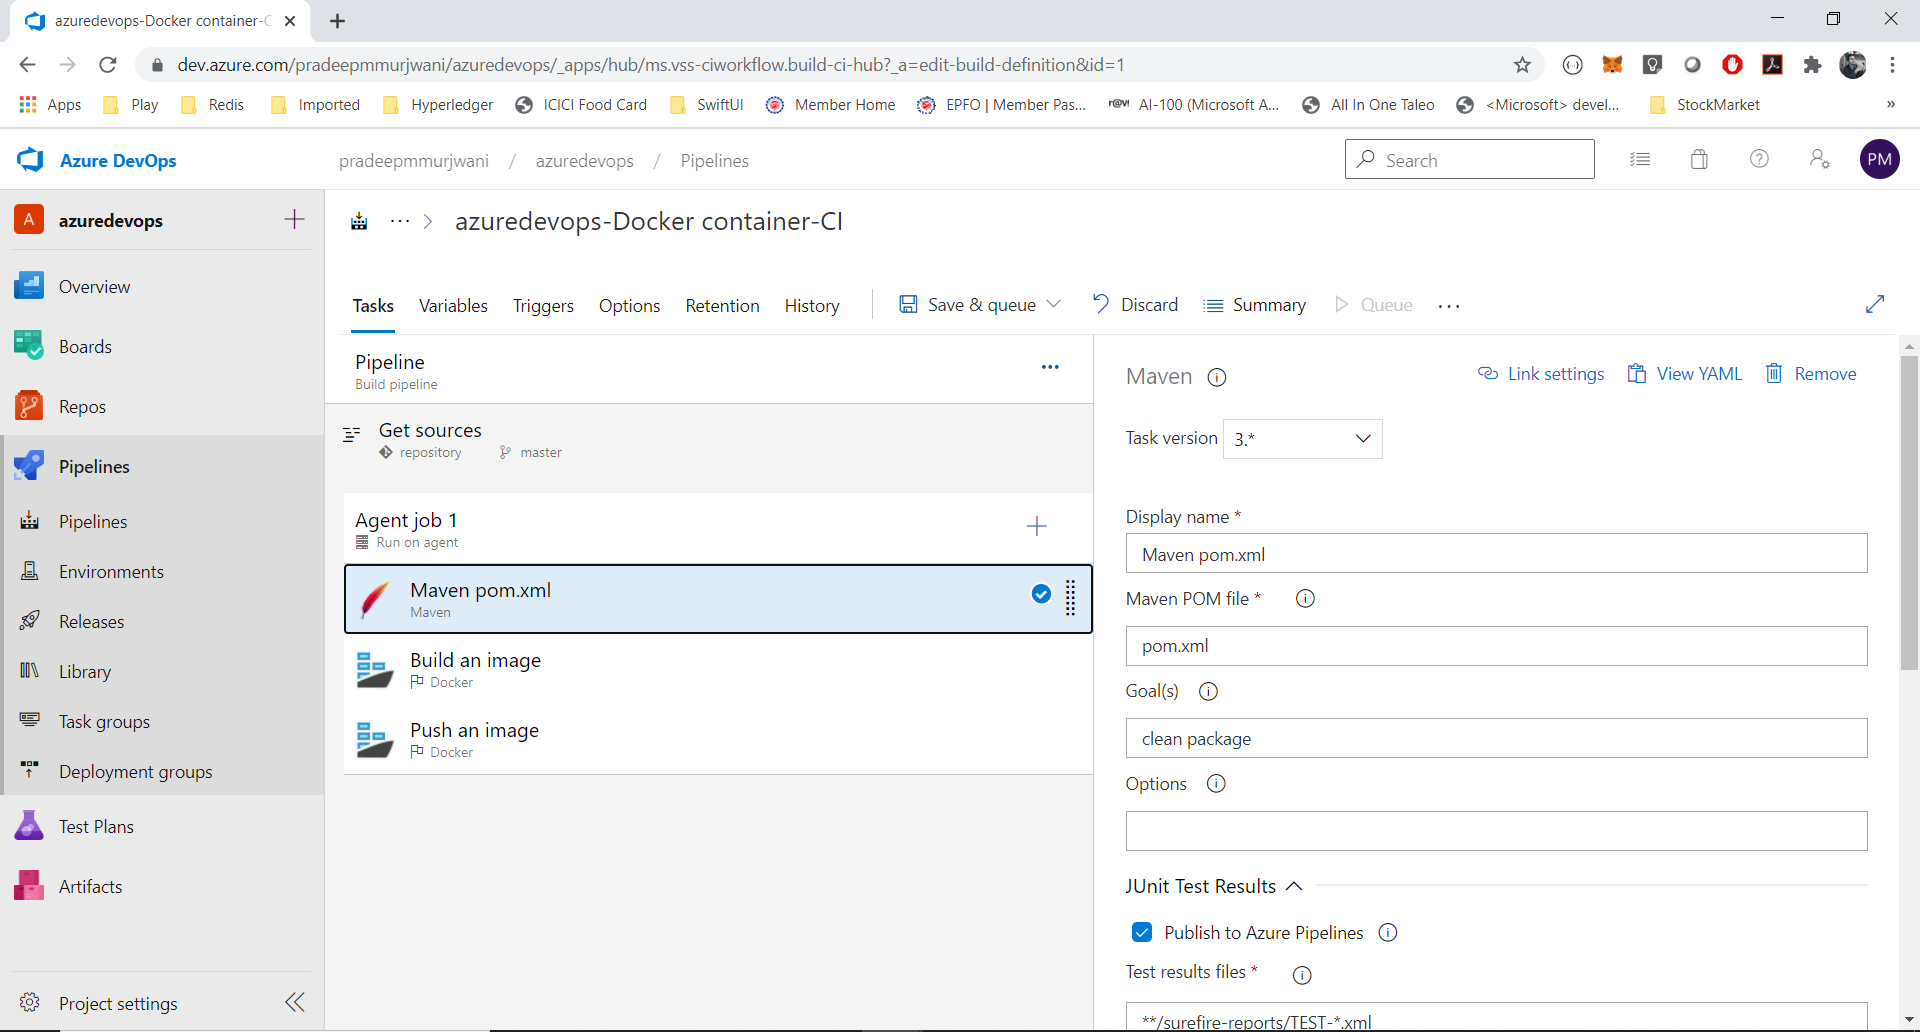 azuredevops-Docker container-C
dev.azure.com/pradeepmmurjwani/azuredevops/_apps/hub/ms.vss-ciworkflow.build-ci-hub?_a=edit-build-definition&id=1
Apps Play Redis Imported Hyperledger ICICI Food Card SwiftUI Member Home EPFO | Member Pas... r@v! AI-100 (Microsoft A... All In One Taleo <Microsoft> devel... StockMarket »
Azure DevOps pradeepmmurjwani / azuredevops / Pipelines Search PM
A azuredevops
Overview
Boards
Repos
Pipelines
Pipelines
Environments
Releases
Library
Task groups
Deployment groups
Test Plans
Artifacts
Project settings
azuredevops-Docker container-CI
Tasks Variables Triggers Options Retention History Save & queue Discard Summary Queue
Pipeline
Build pipeline
Get sources
repository master
Agent job 1
Run on agent
Maven pom.xml
Maven
Build an image
Docker
Push an image
Docker
Maven Link settings View YAML Remove
Task version 3.*
Display name *
Maven pom.xml
Maven POM file *
pom.xml
Goal(s)
clean package
Options
JUnit Test Results
Publish to Azure Pipelines
Test results files *
**/surefire-reports/TEST-*.xml